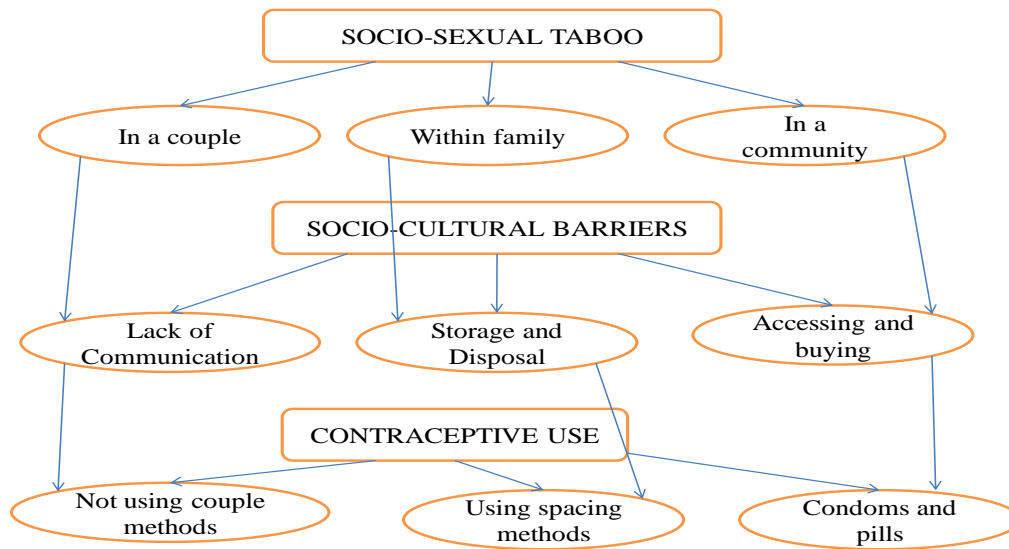 SOCIO-SEXUAL TABOO
In a couple
Within family
In a
community
SOCIO-CULTURAL BARRIERS
Lack of
Communication
Storage and
Disposal
Accessing and
buying
CONTRACEPTIVE USE
Not using couple
methods
Using spacing
methods
Condoms and
pills